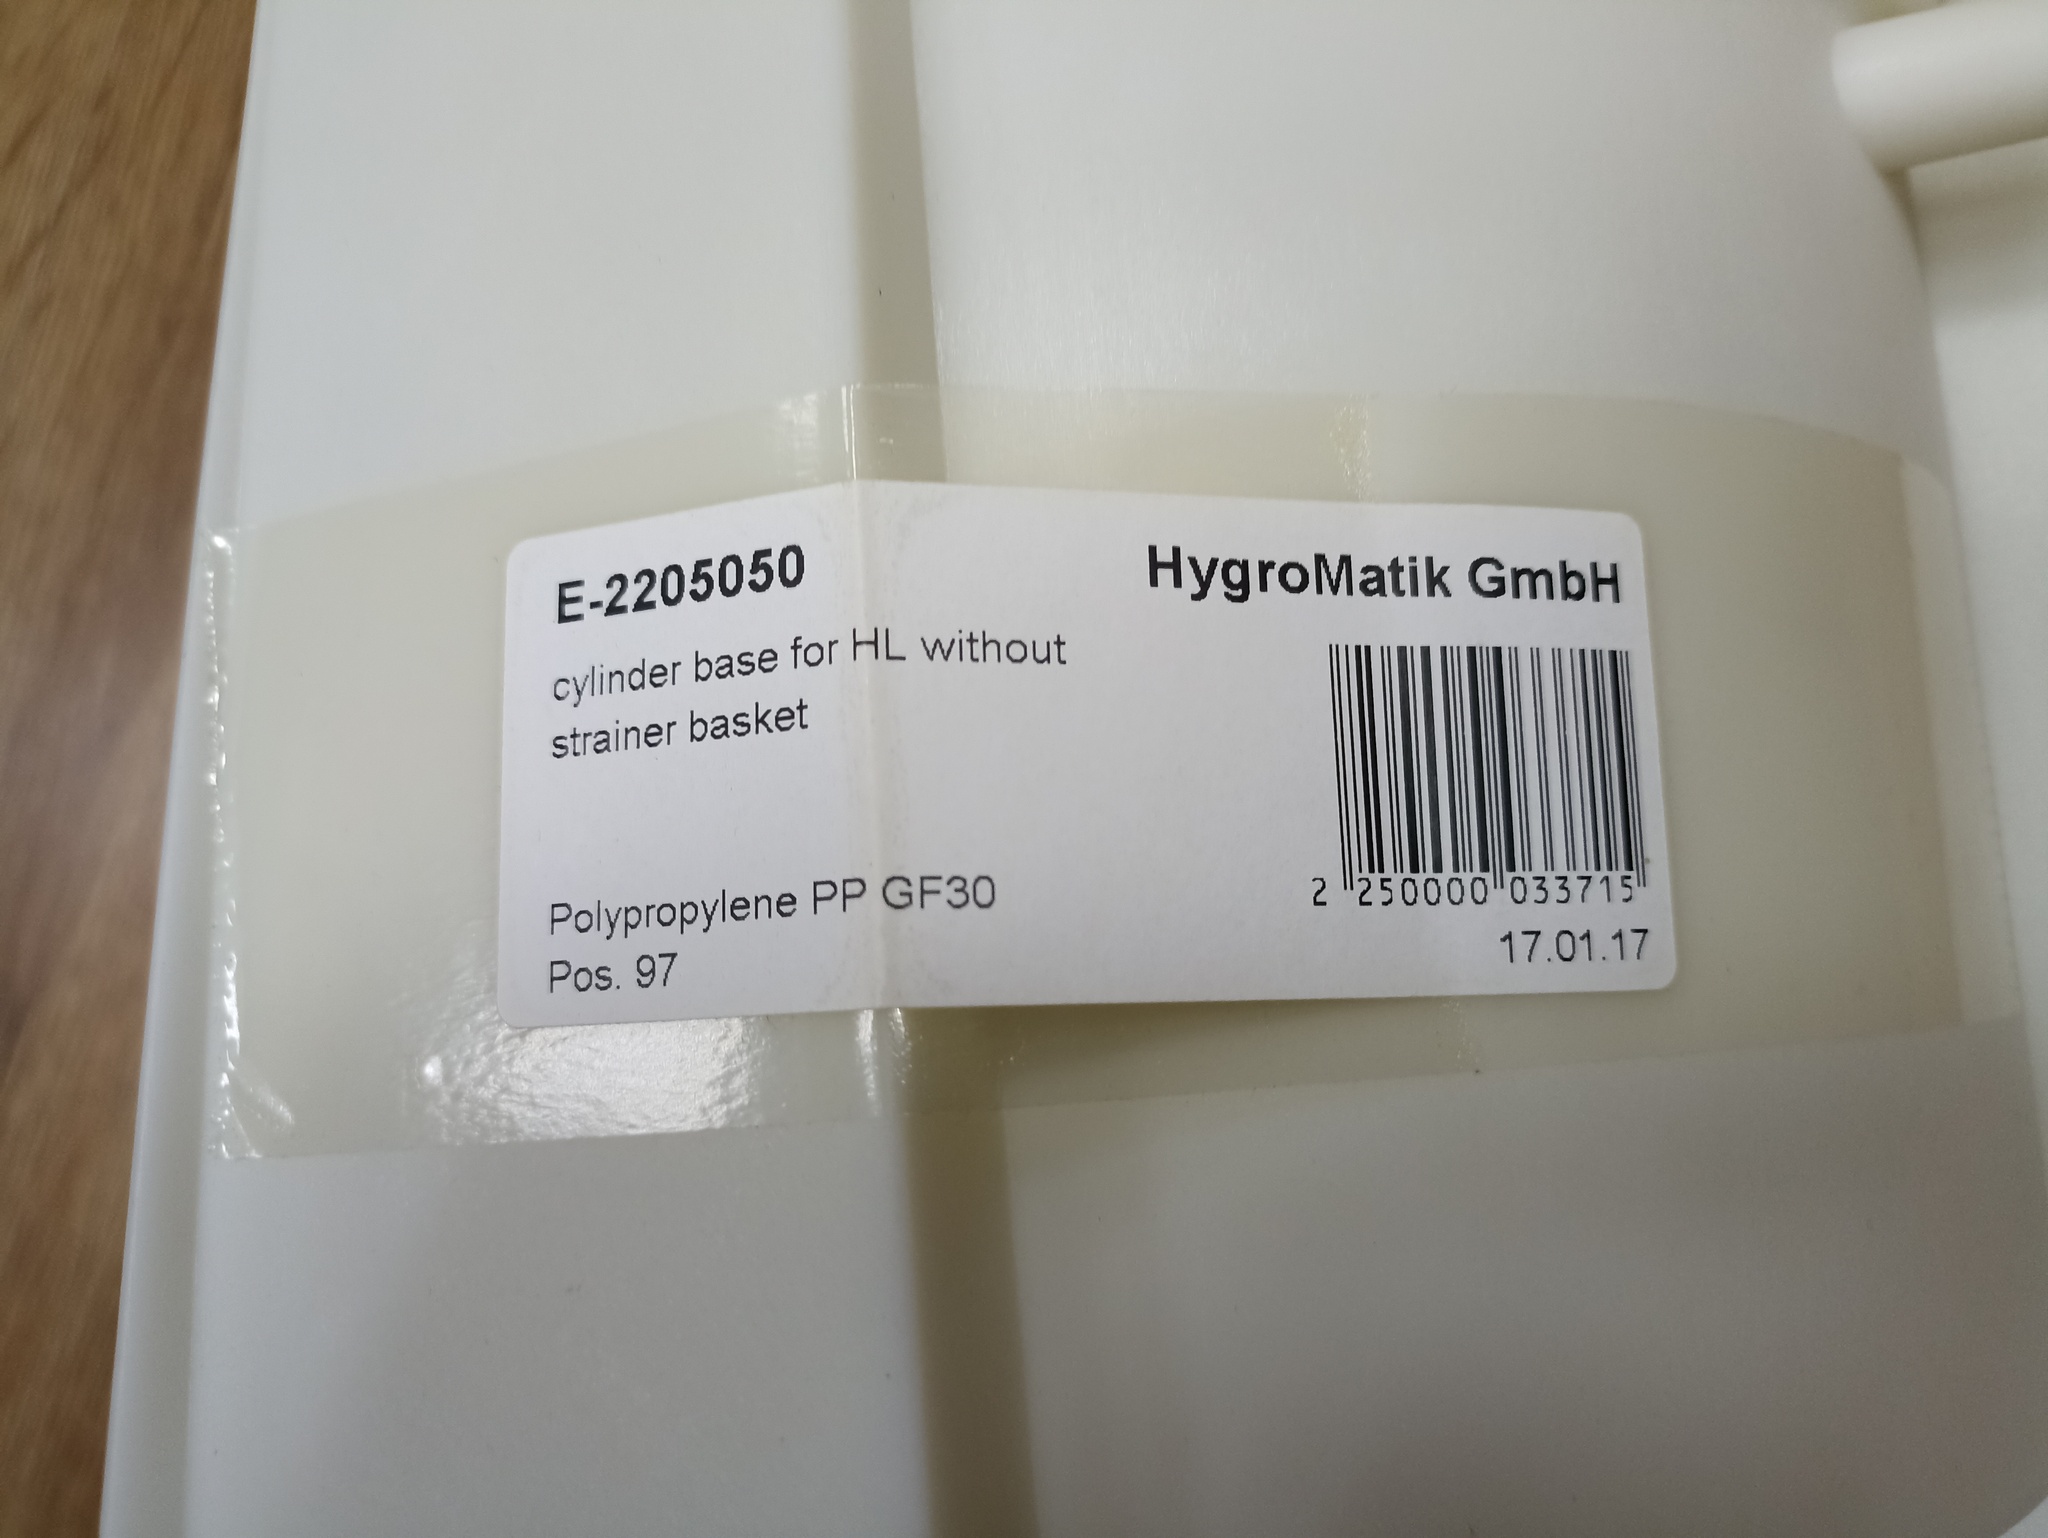 E-2205050
HygroMatik GmbH
cylinder base for HL without
strainer basket
Polypropylene PP GF30
Pos. 97
2 250000 033715
17.01.17